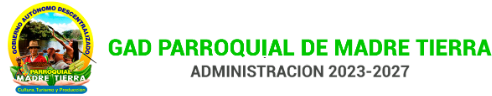 GOBIERNO AUTÓNOMO DESCENTRALIZADO
PARROQUIAL
MADRE TIERRA
Cultura, Turismo y Producción
GAD PARROQUIAL DE MADRE TIERRA
ADMINISTRACION 2023-2027